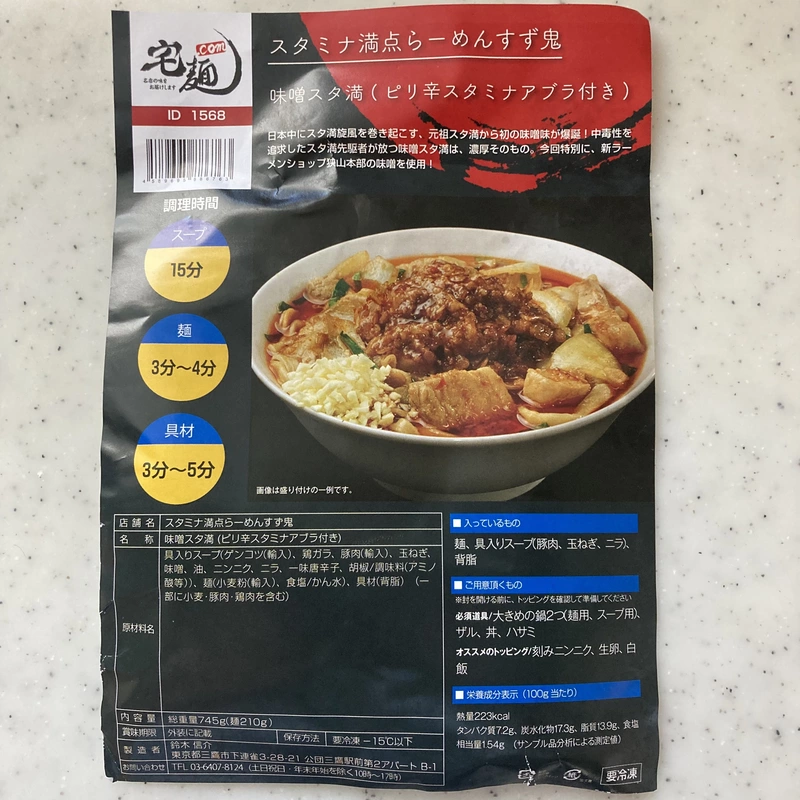 宅麺
.com
名店の味を
お届けします
ID 1568
スタミナ満点らーめんすず鬼
味噌スタ満(ピリ辛スタミナアブラ付き)
日本中にスタ満旋風を巻き起こす、元祖スタ満から初の味噌味が爆誕！中毒性を
追求したスタ満先駆者が放つ味噌スタ満は、濃厚そのもの。今回特別に、新ラー
メンショップ狭山本部の味噌を使用！
調理時間
スープ
15分
麺
3分〜4分
具材
3分〜5分
画像は盛り付けの一例です。
店舗名 スタミナ満点らーめんすず鬼
名称 味噌スタ満 (ピリ辛スタミナアブラ付き)
原材料名
具入りスープ(ゲンコツ(輸入)、鶏ガラ、豚肉(輸入)、玉ねぎ、
味噌、油、ニンニク、ニラ、一味唐辛子、胡椒/調味料(アミノ
酸等))、麺(小麦粉(輸入)、食塩/かん水)、具材(背脂) (一
部に小麦・豚肉・鶏肉を含む)
内容量 総重量745g(麺210g)
賞味期限 外装に記載 保存方法 要冷凍−15℃以下
製造者 鈴木 信介
東京都三鷹市下連雀3-28-21 公団三鷹駅前第2アパート B-1
お問い合わせ TEL 03-6407-8124 (土日祝日・年末年始を除く10時〜17時)
■ 入っているもの
麺、具入りスープ(豚肉、玉ねぎ、ニラ)、
背脂
■ ご用意頂くもの
※封を開ける前に、トッピングを確認して準備してください
必須道具/大きめの鍋2つ(麺用、スープ用)、
ザル、丼、ハサミ
オススメのトッピング/刻みニンニク、生卵、白
飯
■ 栄養成分表示 (100g当たり)
熱量223kcal
タンパク質7.2g、炭水化物17.3g、脂質13.9g、食塩
相当量1.54g (サンプル品分析による測定値)
要冷凍